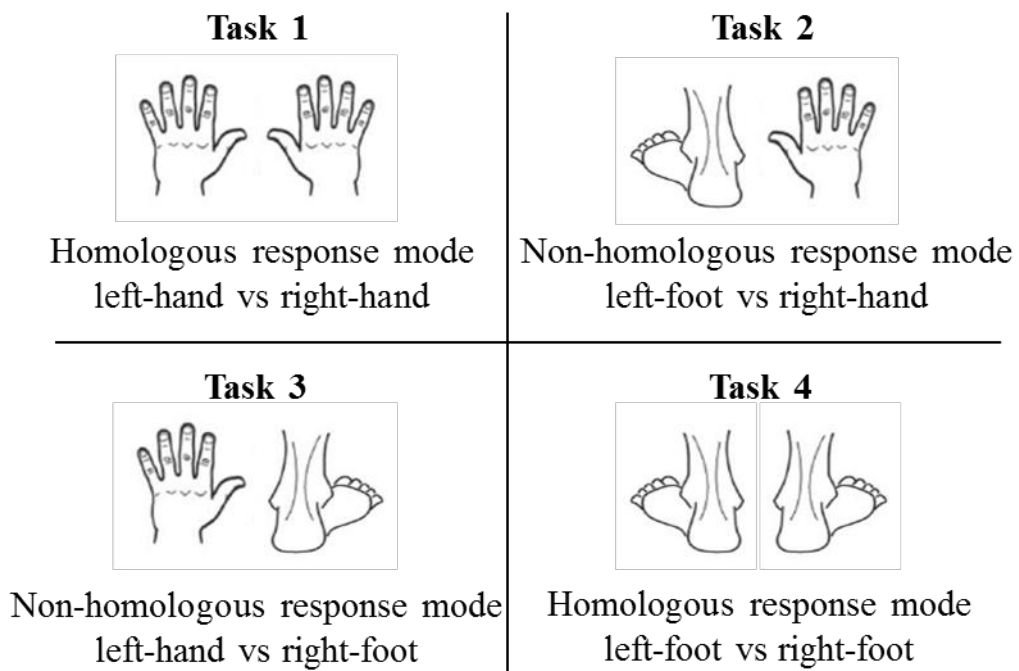 Task 1
Homologous response mode
left-hand vs right-hand
Task 2
Non-homologous response mode
left-foot vs right-hand
Task 3
Non-homologous response mode
left-hand vs right-foot
Task 4
Homologous response mode
left-foot vs right-foot